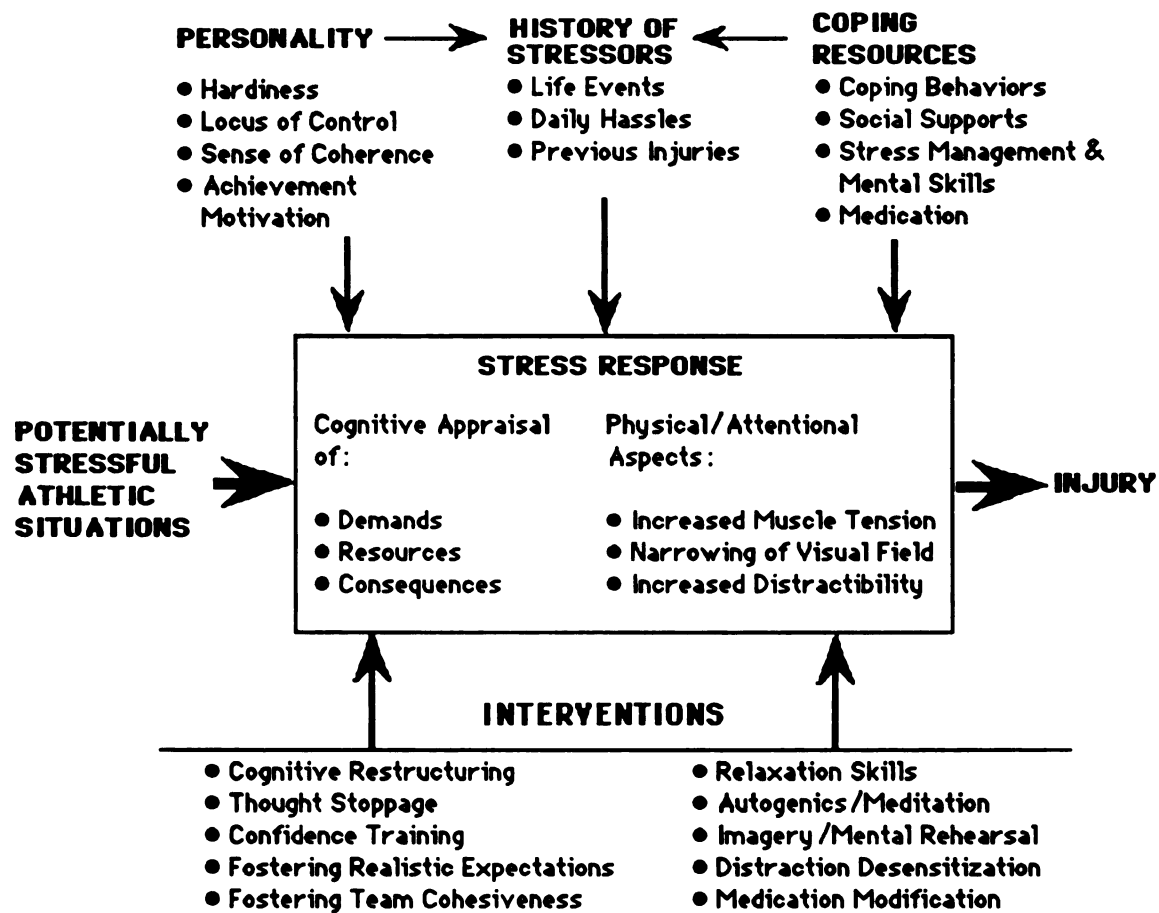 PERSONALITY
● Hardiness
● Locus of Control
● Sense of Coherence
● Achievement
Motivation
HISTORY OF
STRESSORS
● Life Events
● Daily Hassles
● Previous Injuries
COPING
RESOURCES
● Coping Behaviors
● Social Supports
● Stress Management &
Mental Skills
● Medication
POTENTIALLY
STRESSFUL
ATHLETIC
SITUATIONS
STRESS RESPONSE
Cognitive Appraisal
of:
● Demands
● Resources
● Consequences
Physical/Attentional
Aspects:
● Increased Muscle Tension
● Narrowing of Visual Field
● Increased Distractibility
INJURY
INTERVENTIONS
● Cognitive Restructuring
● Thought Stoppage
● Confidence Training
● Fostering Realistic Expectations
● Fostering Team Cohesiveness
● Relaxation Skills
● Autogenics/Meditation
● Imagery/Mental Rehearsal
● Distraction Desensitization
● Medication Modification